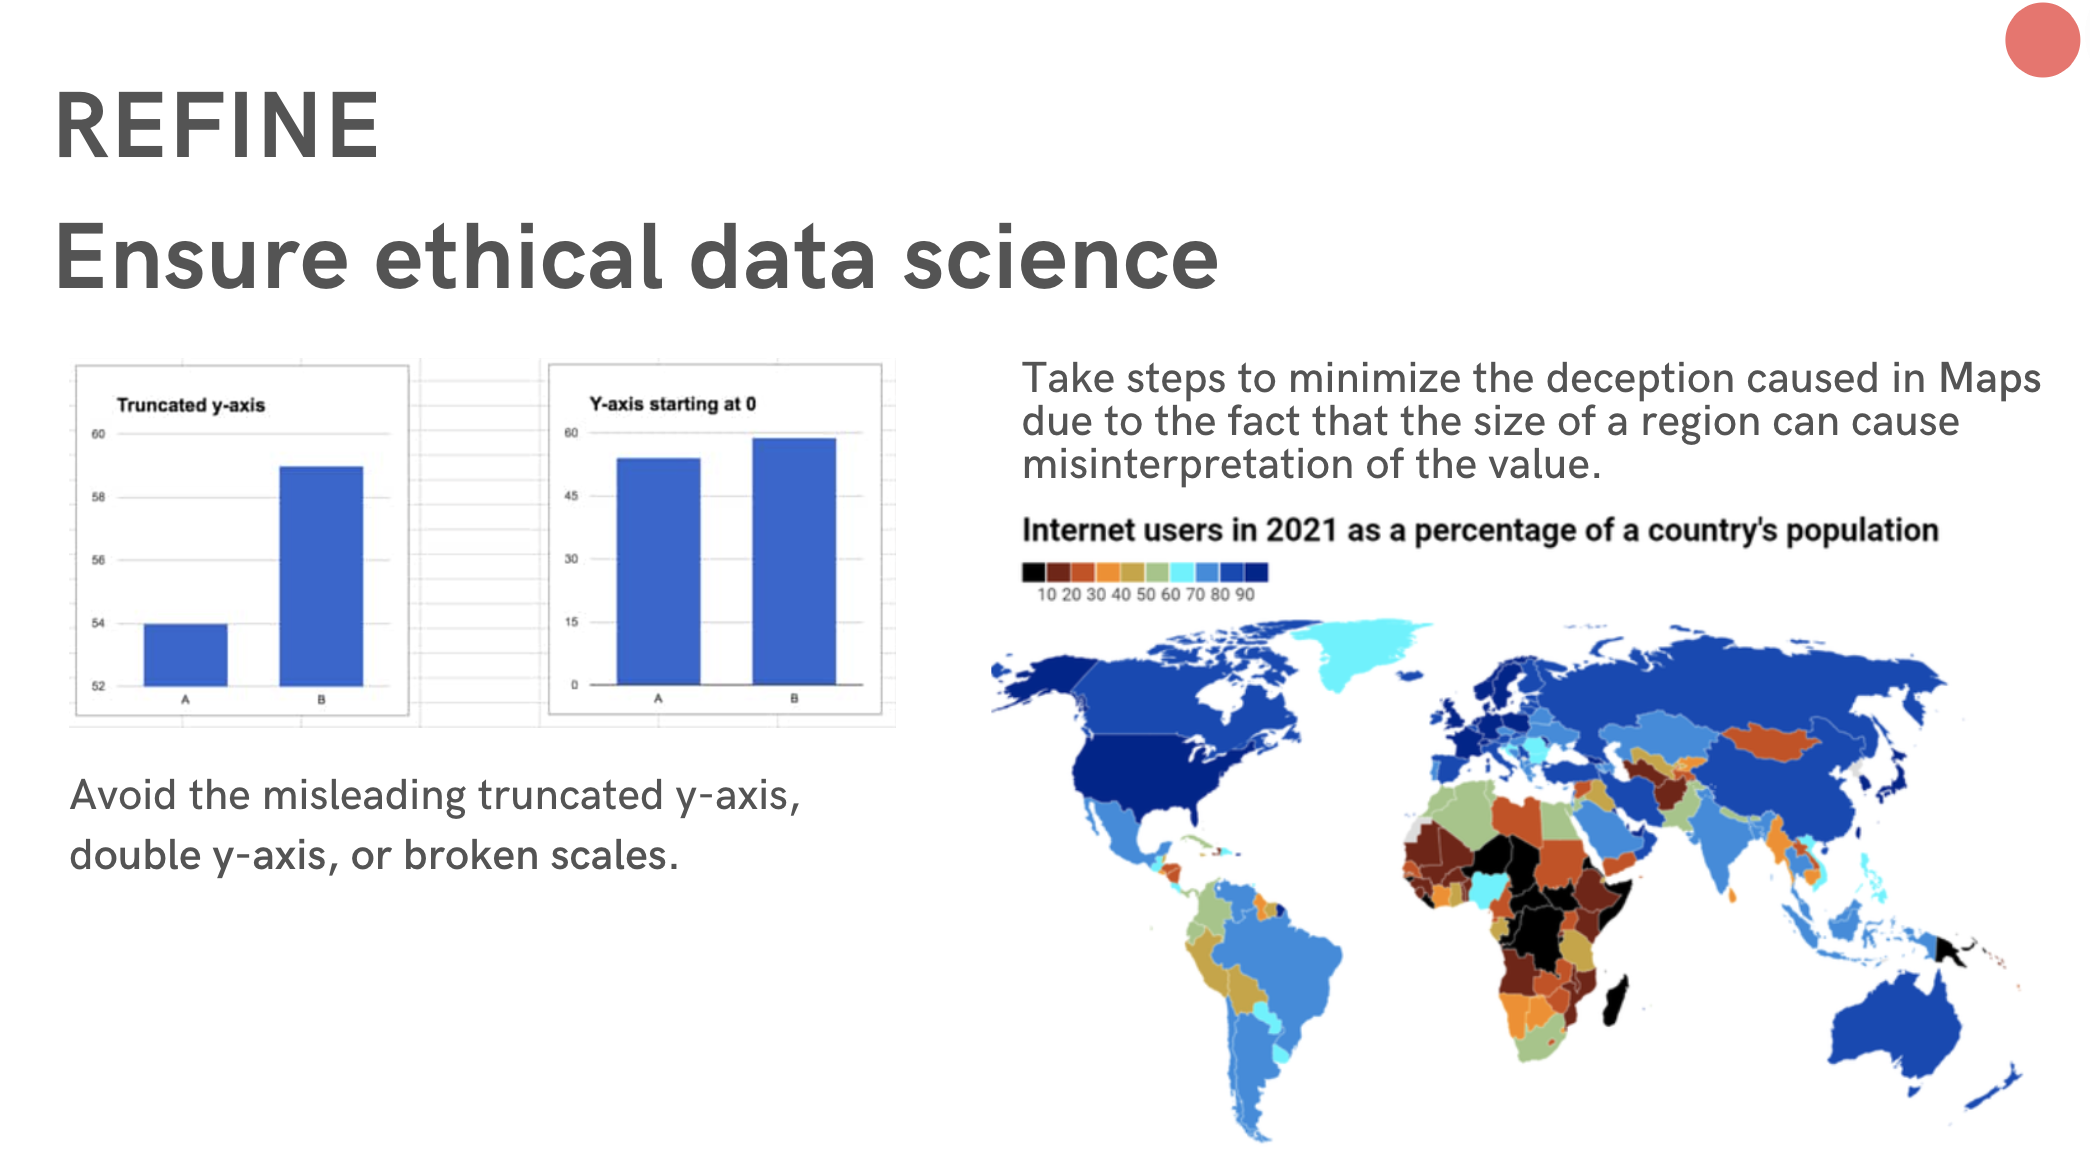 REFINE
Ensure ethical data science
Truncated y-axis
60
58
56
54
52
A
B
Y-axis starting at 0
60
45
30
15
0
A
B
Avoid the misleading truncated y-axis,
double y-axis, or broken scales.
Take steps to minimize the deception caused in Maps
due to the fact that the size of a region can cause
misinterpretation of the value.
Internet users in 2021 as a percentage of a country's population
10 20 30 40 50 60 70 80 90